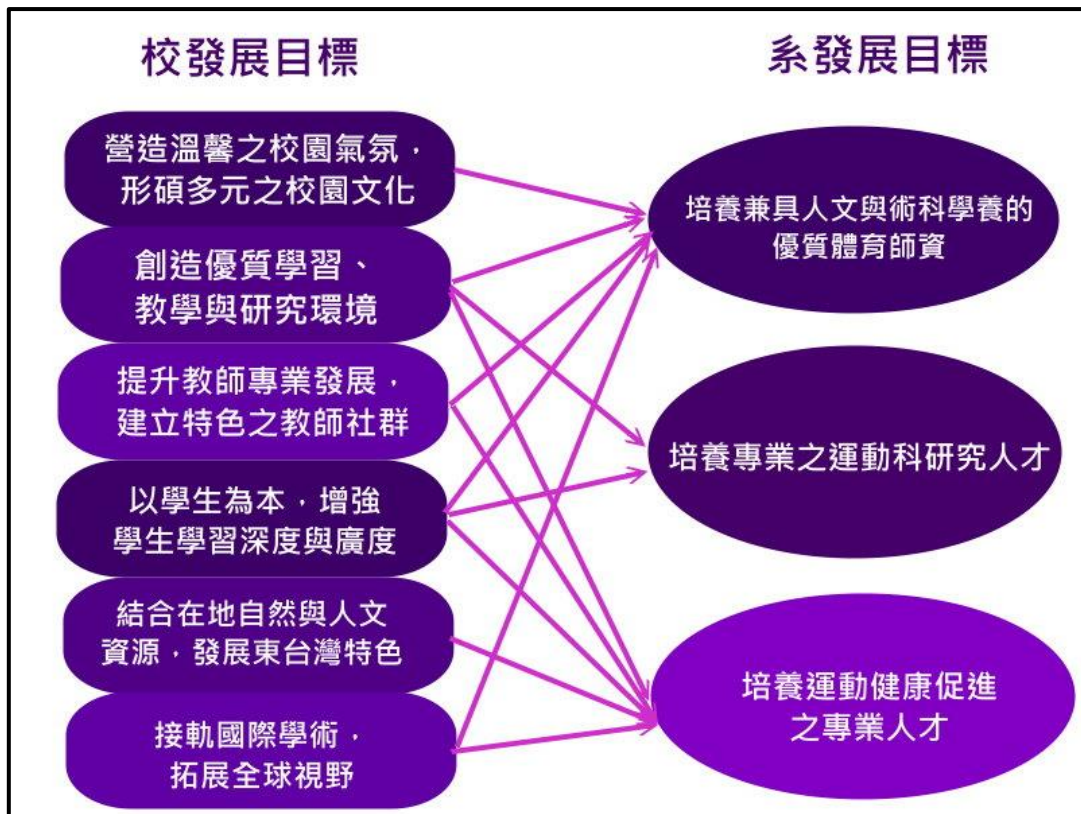 校發展目標
系發展目標
營造溫馨之校園氣氛，
形碩多元之校園文化
創造優質學習、
教學與研究環境
提升教師專業發展，
建立特色之教師社群
以學生為本，增強
學生學習深度與廣度
結合在地自然與人文
資源，發展東台灣特色
接軌國際學術，
拓展全球視野
培養兼具人文與術科學養的
優質體育師資
培養專業之運動科研究人才
培養運動健康促進
之專業人才